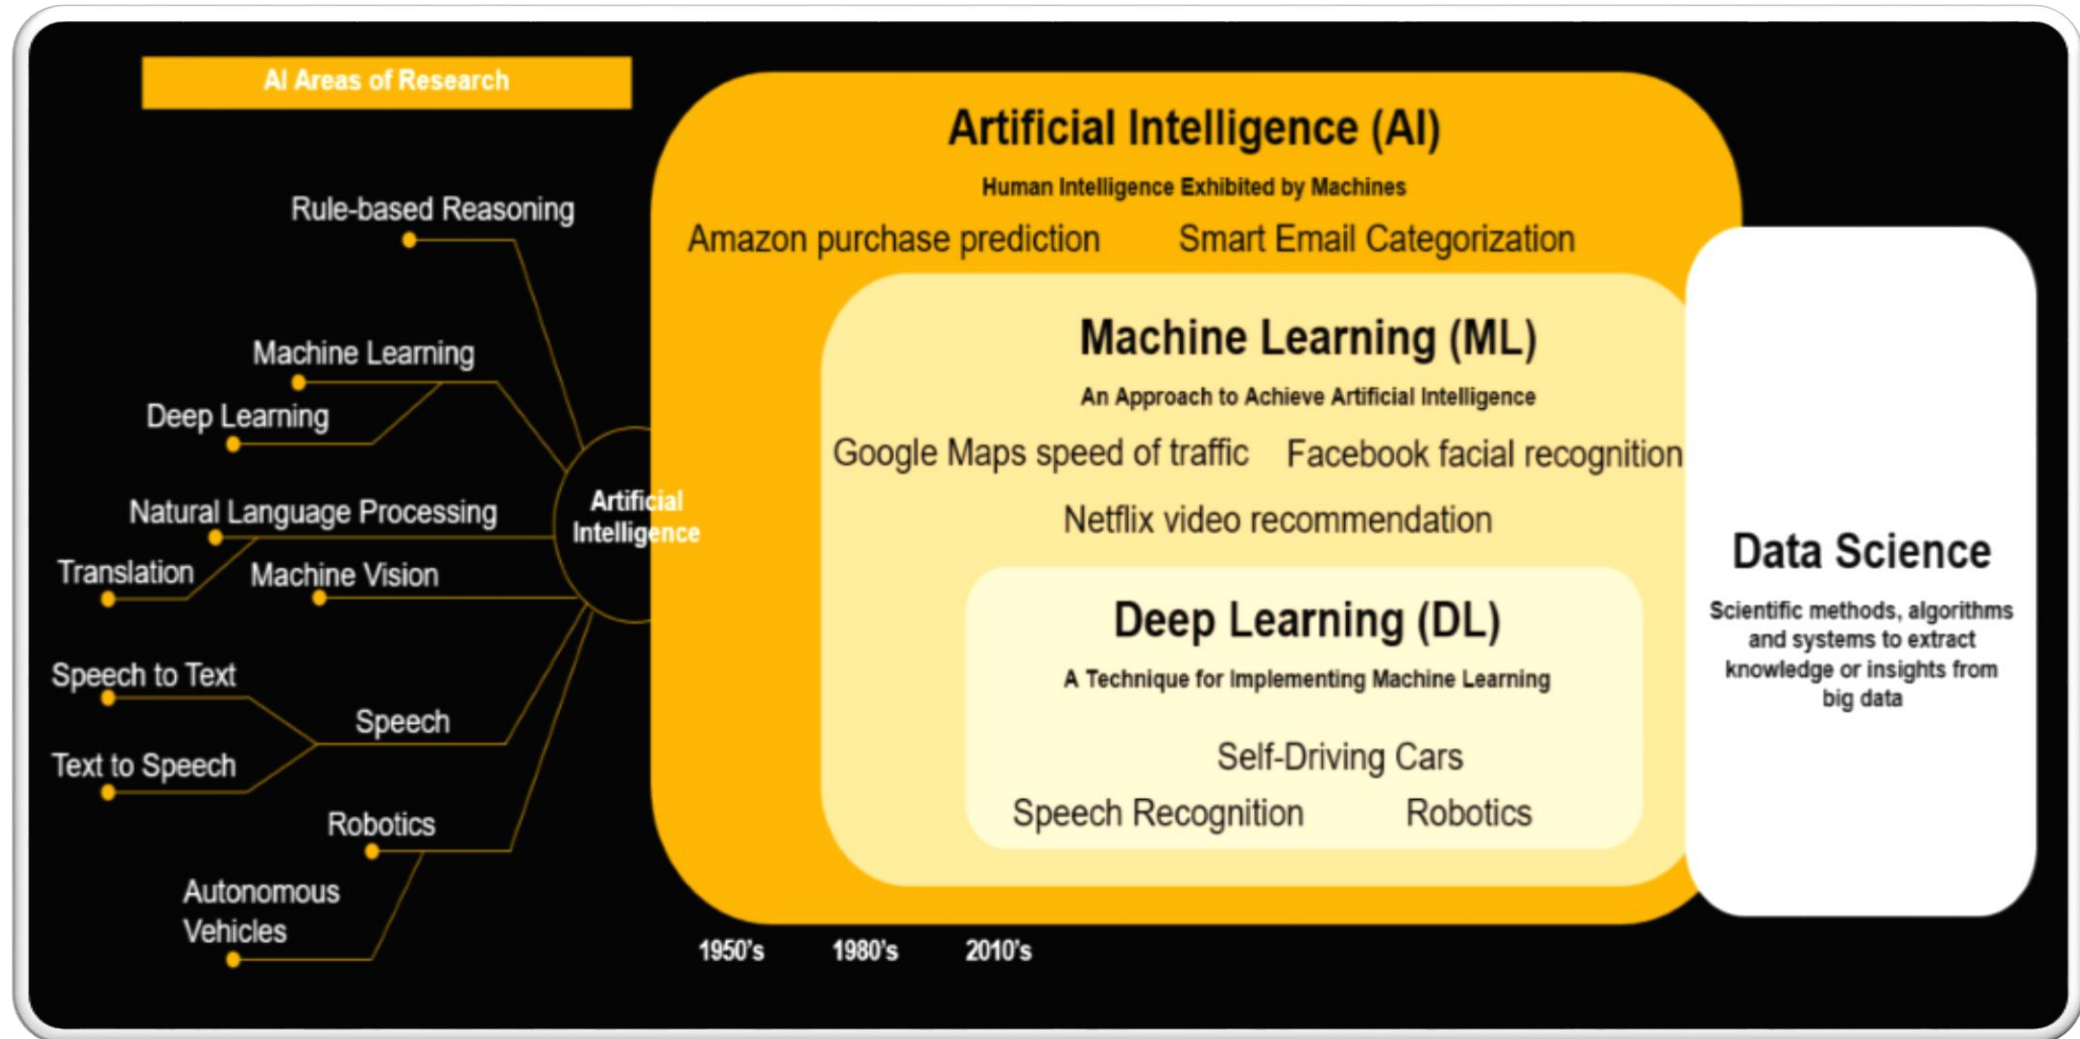 AI Areas of Research
Rule-based Reasoning
Machine Learning
Deep Learning
Natural Language Processing
Translation
Machine Vision
Speech to Text
Speech
Text to Speech
Robotics
Autonomous
Vehicles
Artificial
Intelligence
Artificial Intelligence (AI)
Human Intelligence Exhibited by Machines
Amazon purchase prediction
Smart Email Categorization
Machine Learning (ML)
An Approach to Achieve Artificial Intelligence
Google Maps speed of traffic
Facebook facial recognition
Netflix video recommendation
Deep Learning (DL)
A Technique for Implementing Machine Learning
Self-Driving Cars
Speech Recognition
Robotics
1950's
1980's
2010's
Data Science
Scientific methods, algorithms
and systems to extract
knowledge or insights from
big data